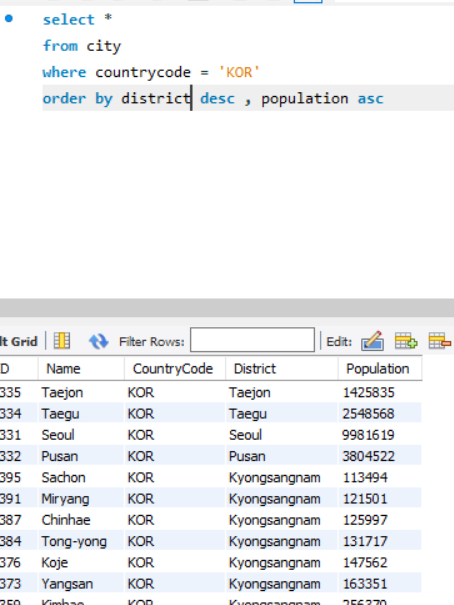 select *
from city
where countrycode = 'KOR'
order by district desc , population asc
lt Grid Filter Rows: Edit:
D Name CountryCode District Population
335 Taejon KOR Taejon 1425835
334 Taegu KOR Taegu 2548568
331 Seoul KOR Seoul 9981619
332 Pusan KOR Pusan 3804522
395 Sachon KOR Kyongsangnam 113494
391 Miryang KOR Kyongsangnam 121501
387 Chinhae KOR Kyongsangnam 125997
384 Tong-yong KOR Kyongsangnam 131717
376 Koje KOR Kyongsangnam 147562
373 Yangsan KOR Kyongsangnam 163351
359 Kimhae KOR Kyongsangnam 256370